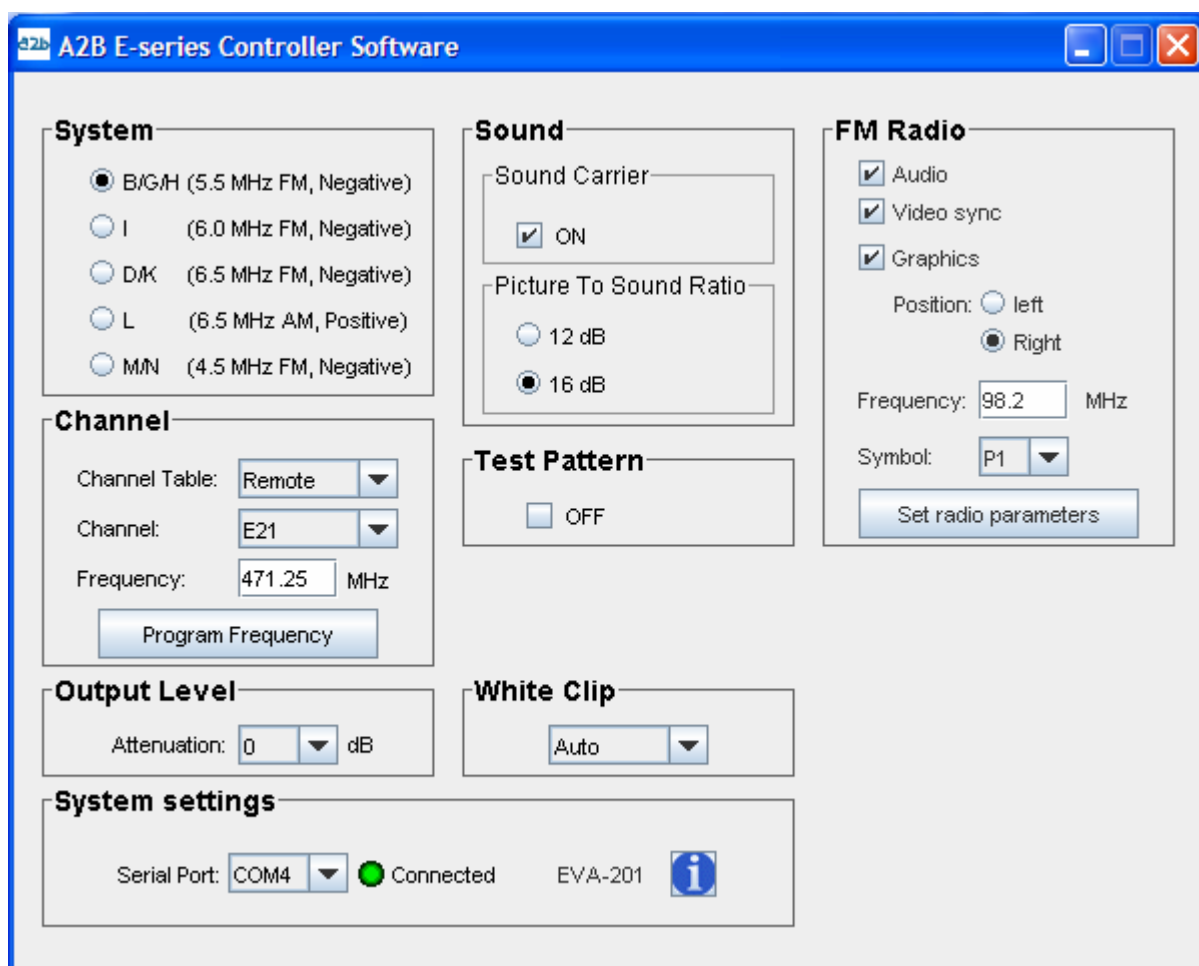 a2b A2B E-series Controller Software
System
B/G/H (5.5 MHz FM, Negative)
I (6.0 MHz FM, Negative)
D/K (6.5 MHz FM, Negative)
L (6.5 MHz AM, Positive)
M/N (4.5 MHz FM, Negative)
Channel
Channel Table: Remote
Channel: E21
Frequency: 471.25 MHz
Program Frequency
Output Level
Attenuation: 0 dB
Sound
Sound Carrier
ON
Picture To Sound Ratio
12 dB
16 dB
Test Pattern
OFF
White Clip
Auto
FM Radio
Audio
Video sync
Graphics
Position: left
Right
Frequency: 98.2 MHz
Symbol: P1
Set radio parameters
System settings
Serial Port: COM4 Connected EVA-201 i